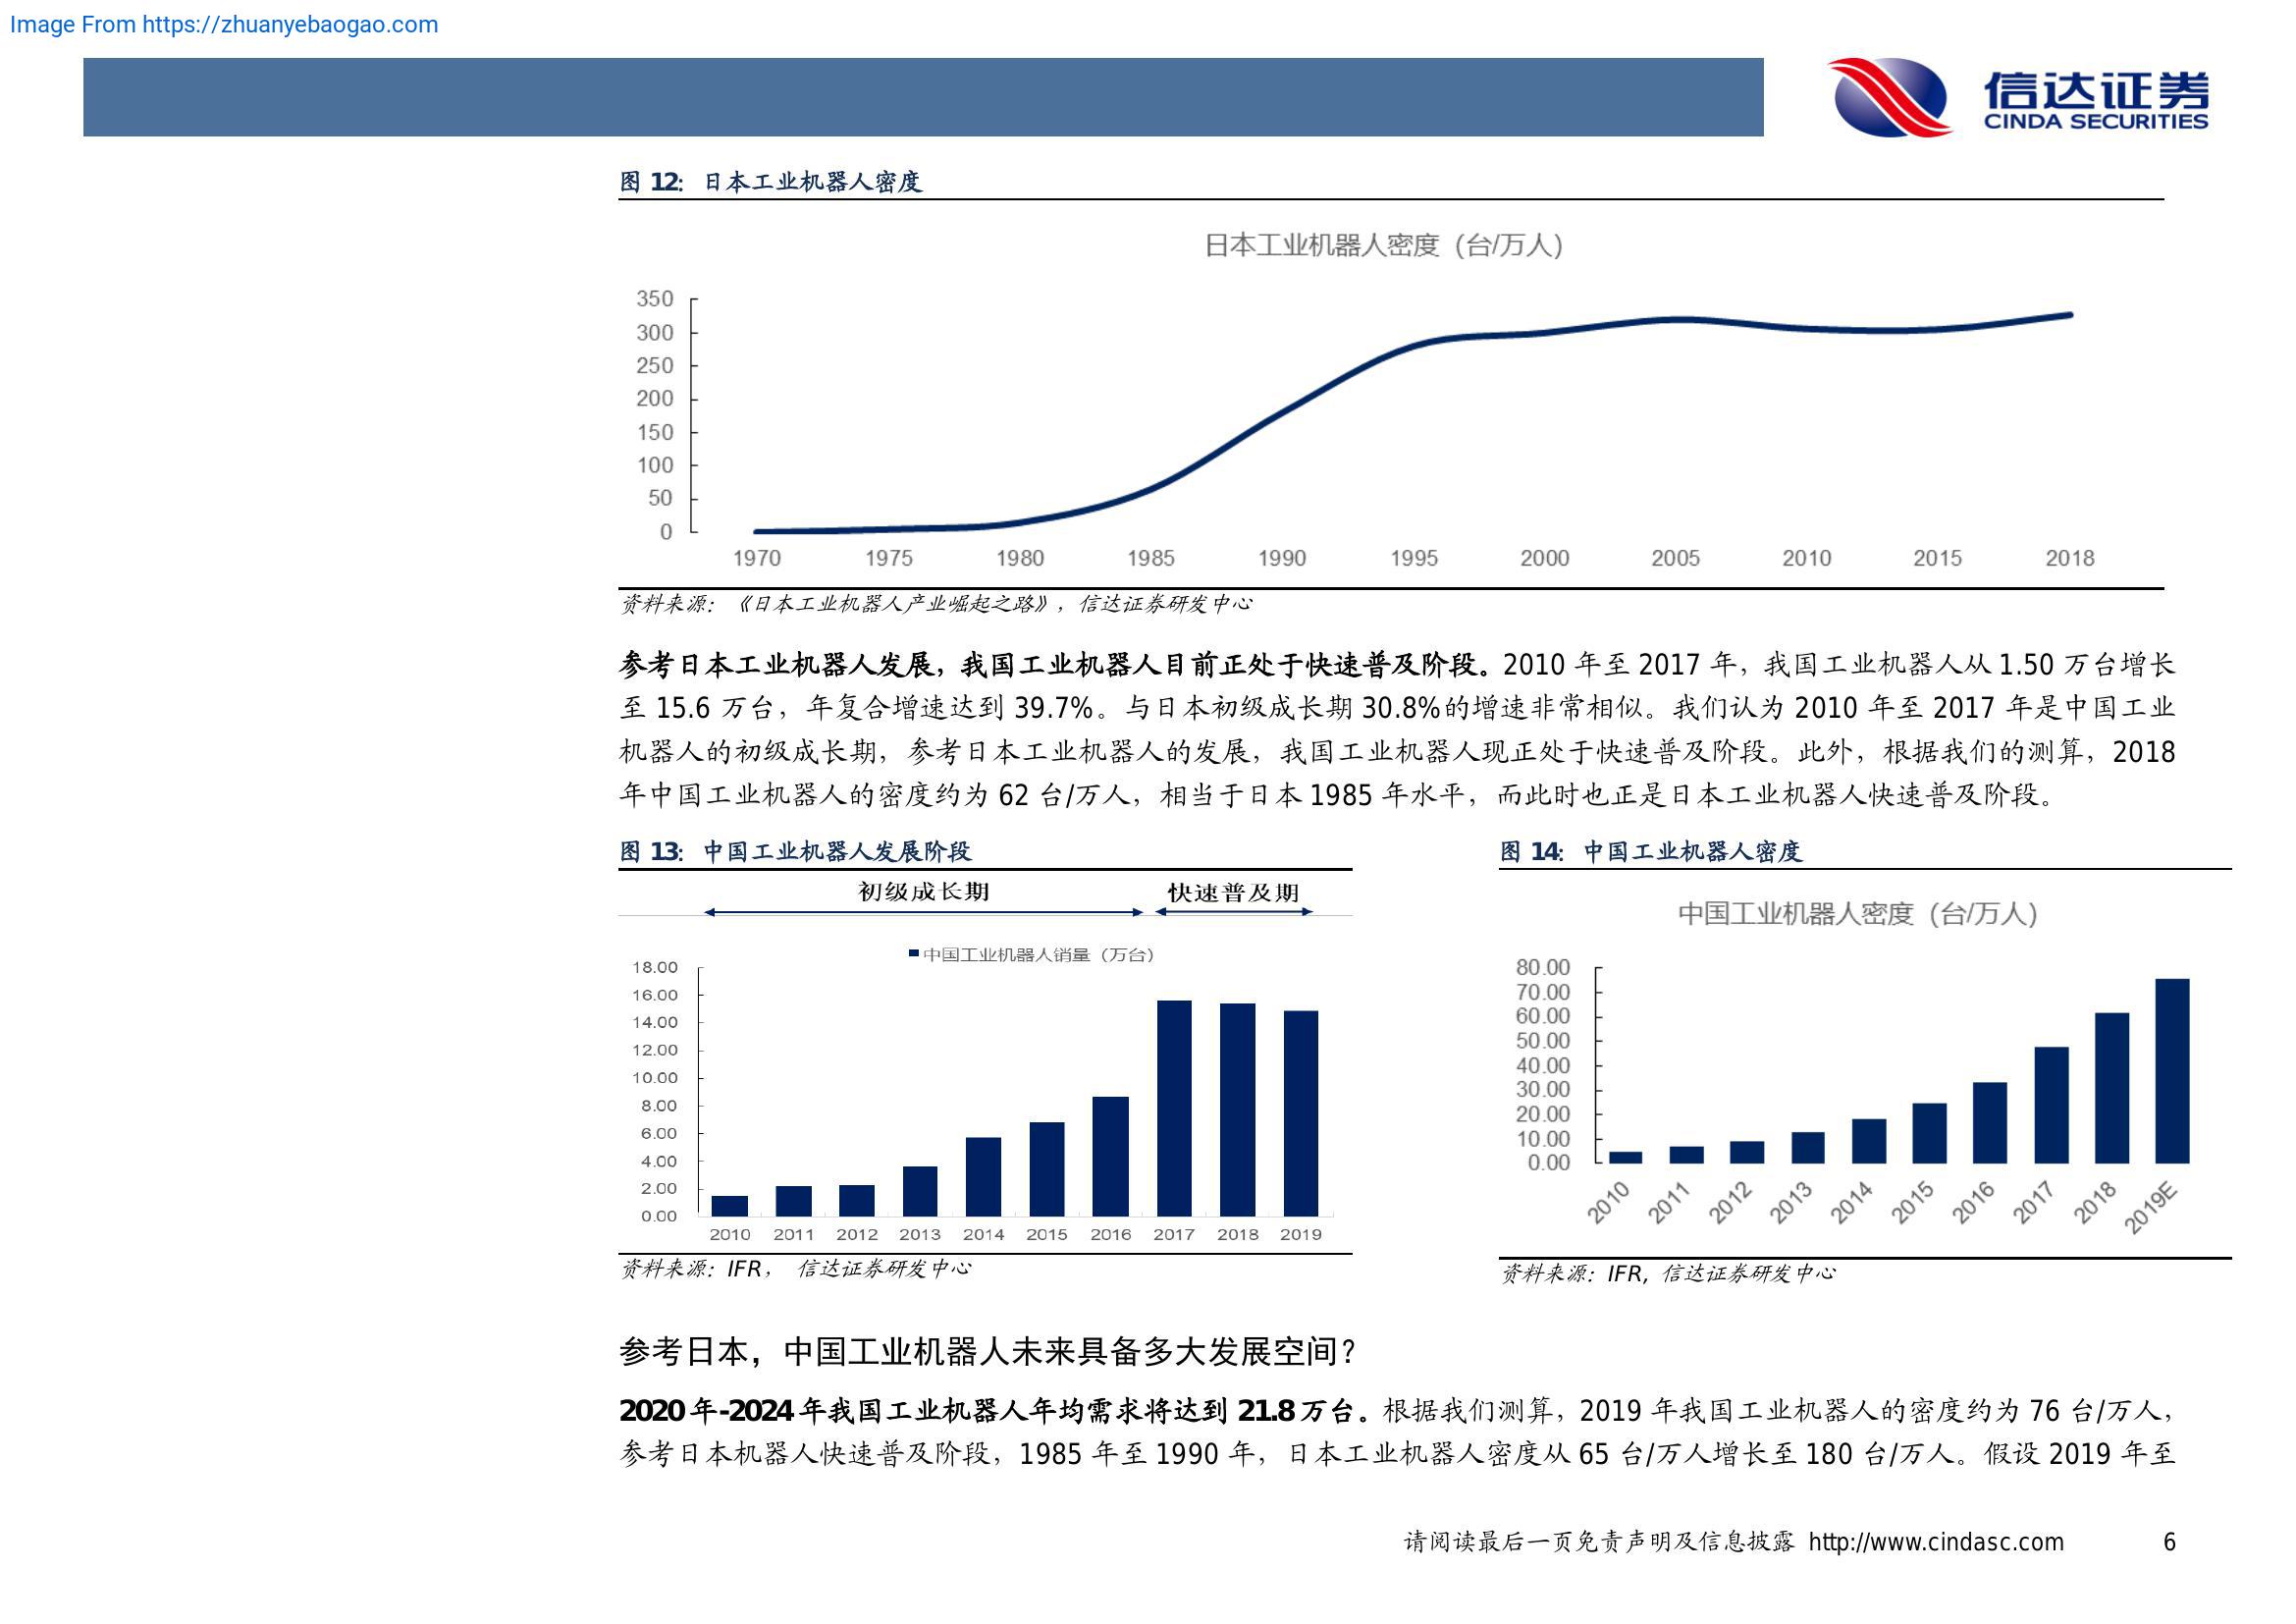 Image From https://zhuanyebaogao.com
信达证券
CINDA SECURITIES
图 12: 日本工业机器人密度
日本工业机器人密度（台/万人）
350
300
250
200
150
100
50
0
1970 1975 1980 1985 1990 1995 2000 2005 2010 2015 2018
资料来源：《日本工业机器人产业崛起之路》，信达证券研发中心
参考日本工业机器人发展，我国工业机器人目前正处于快速普及阶段。2010 年至 2017 年，我国工业机器人从 1.50 万台增长
至 15.6 万台，年复合增速达到 39.7%。与日本初级成长期 30.8%的增速非常相似。我们认为 2010 年至 2017 年是中国工业
机器人的初级成长期，参考日本工业机器人的发展，我国工业机器人现正处于快速普及阶段。此外，根据我们的测算，2018
年中国工业机器人的密度约为 62 台/万人，相当于日本 1985 年水平，而此时也正是日本工业机器人快速普及阶段。
图 13: 中国工业机器人发展阶段
初级成长期 快速普及期
中国工业机器人销量（万台）
18.00
16.00
14.00
12.00
10.00
8.00
6.00
4.00
2.00
0.00
2010 2011 2012 2013 2014 2015 2016 2017 2018 2019
资料来源：IFR， 信达证券研发中心
图 14: 中国工业机器人密度
中国工业机器人密度（台/万人）
80.00
70.00
60.00
50.00
40.00
30.00
20.00
10.00
0.00
2010 2011 2012 2013 2014 2015 2016 2017 2018 2019E
资料来源：IFR, 信达证券研发中心
参考日本，中国工业机器人未来具备多大发展空间？
2020 年-2024 年我国工业机器人年均需求将达到 21.8 万台。根据我们测算，2019 年我国工业机器人的密度约为 76 台/万人，
参考日本机器人快速普及阶段，1985 年至 1990 年，日本工业机器人密度从 65 台/万人增长至 180 台/万人。假设 2019 年至
请阅读最后一页免责声明及信息披露 http://www.cindasc.com 6